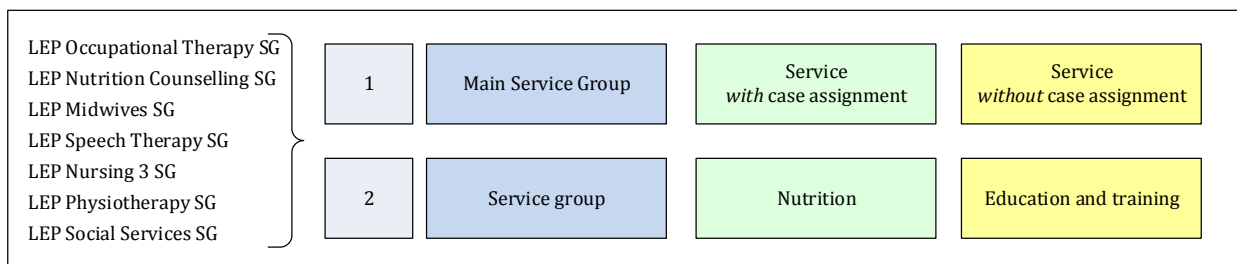 LEP Occupational Therapy SG
LEP Nutrition Counselling SG
LEP Midwives SG
LEP Speech Therapy SG
LEP Nursing 3 SG
LEP Physiotherapy SG
LEP Social Services SG
1
Main Service Group
Service
with case assignment
Service
without case assignment
2
Service group
Nutrition
Education and training